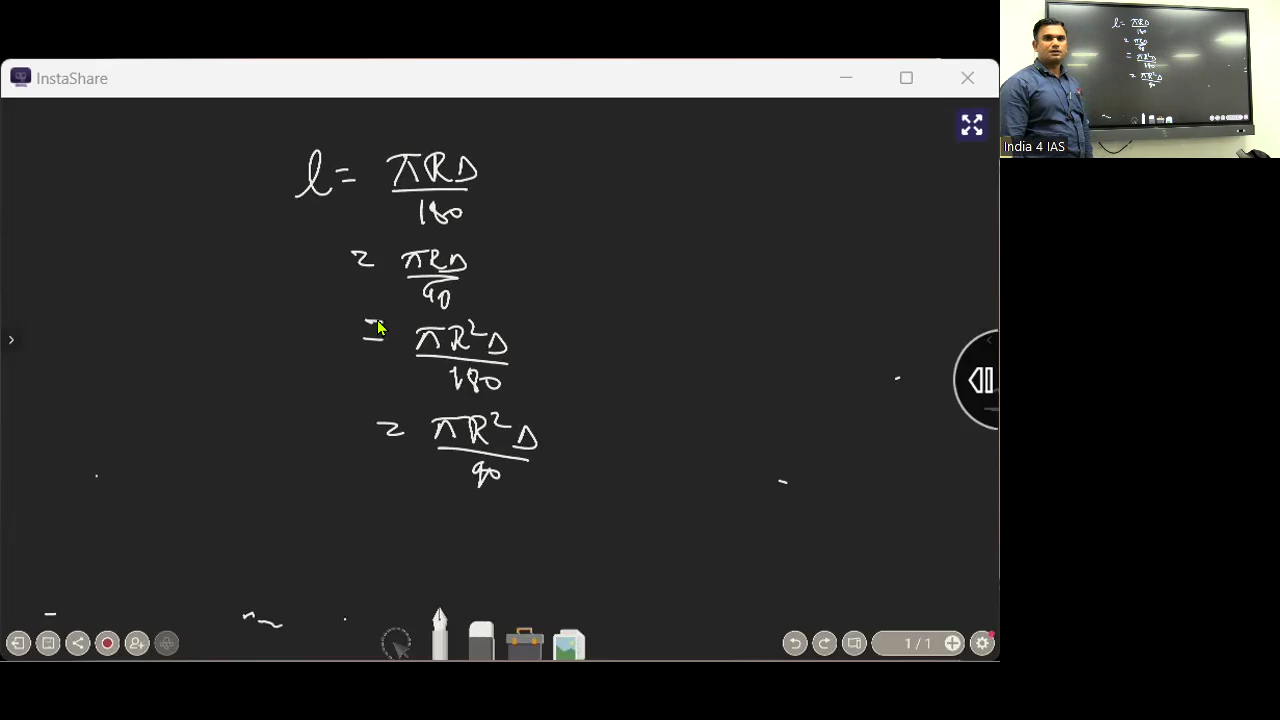 InstaShare
l = πRΔ/180
= πRΔ/90
= πR²Δ/180
= πR²Δ/90
1 / 1
India 4 IAS